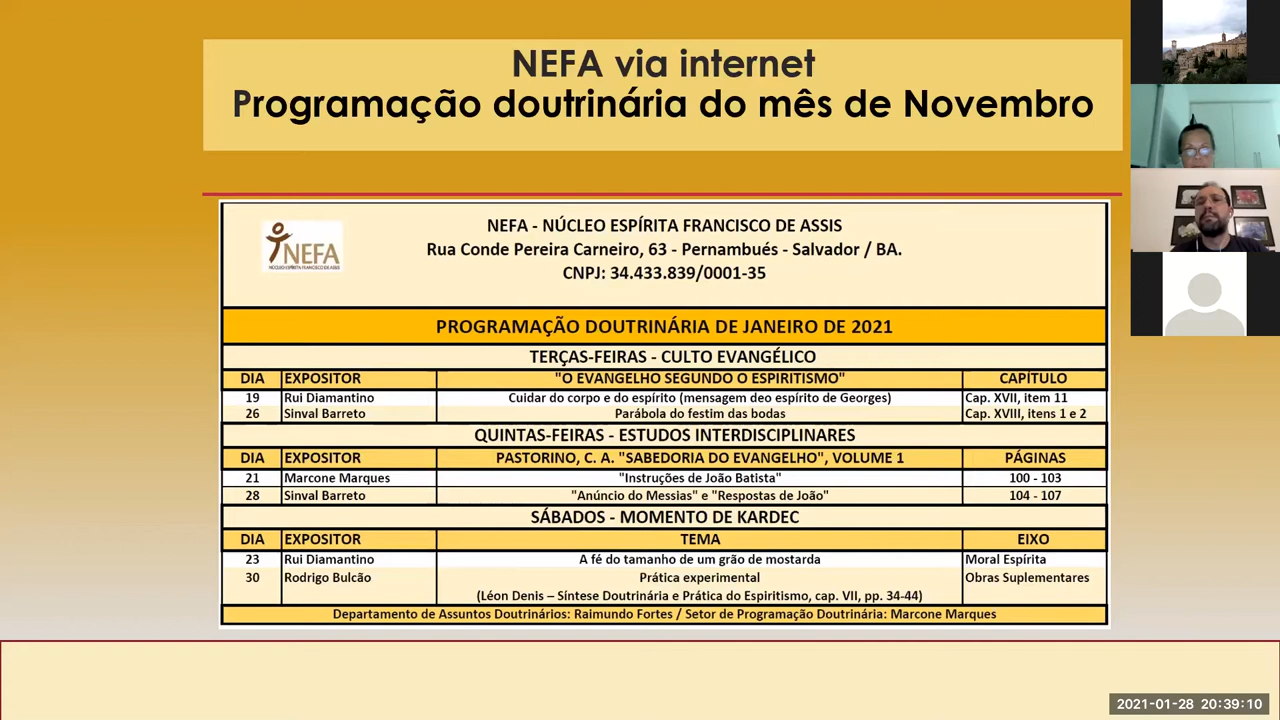 NEFA via internet
Programação doutrinária do mês de Novembro
NEFA
NÚCLEO ESPÍRITA FRANCISCO DE ASSIS
NEFA - NÚCLEO ESPÍRITA FRANCISCO DE ASSIS
Rua Conde Pereira Carneiro, 63 - Pernambués - Salvador / BA.
CNPJ: 34.433.839/0001-35
PROGRAMAÇÃO DOUTRINÁRIA DE JANEIRO DE 2021
TERÇAS-FEIRAS - CULTO EVANGÉLICO
DIA EXPOSITOR "O EVANGELHO SEGUNDO O ESPIRITISMO" CAPÍTULO
19 Rui Diamantino Cuidar do corpo e do espírito (mensagem deo espírito de Georges) Cap. XVII, item 11
26 Sinval Barreto Parábola do festim das bodas Cap. XVIII, itens 1 e 2
QUINTAS-FEIRAS - ESTUDOS INTERDISCIPLINARES
DIA EXPOSITOR PASTORINO, C. A. "SABEDORIA DO EVANGELHO", VOLUME 1 PÁGINAS
21 Marcone Marques "Instruções de João Batista" 100 - 103
28 Sinval Barreto "Anúncio do Messias" e "Respostas de João" 104 - 107
SÁBADOS - MOMENTO DE KARDEC
DIA EXPOSITOR TEMA EIXO
23 Rui Diamantino A fé do tamanho de um grão de mostarda Moral Espírita
30 Rodrigo Bulcão Prática experimental Obras Suplementares
(Léon Denis – Síntese Doutrinária e Prática do Espiritismo, cap. VII, pp. 34-44)
Departamento de Assuntos Doutrinários: Raimundo Fortes / Setor de Programação Doutrinária: Marcone Marques
2021-01-28 20:39:10